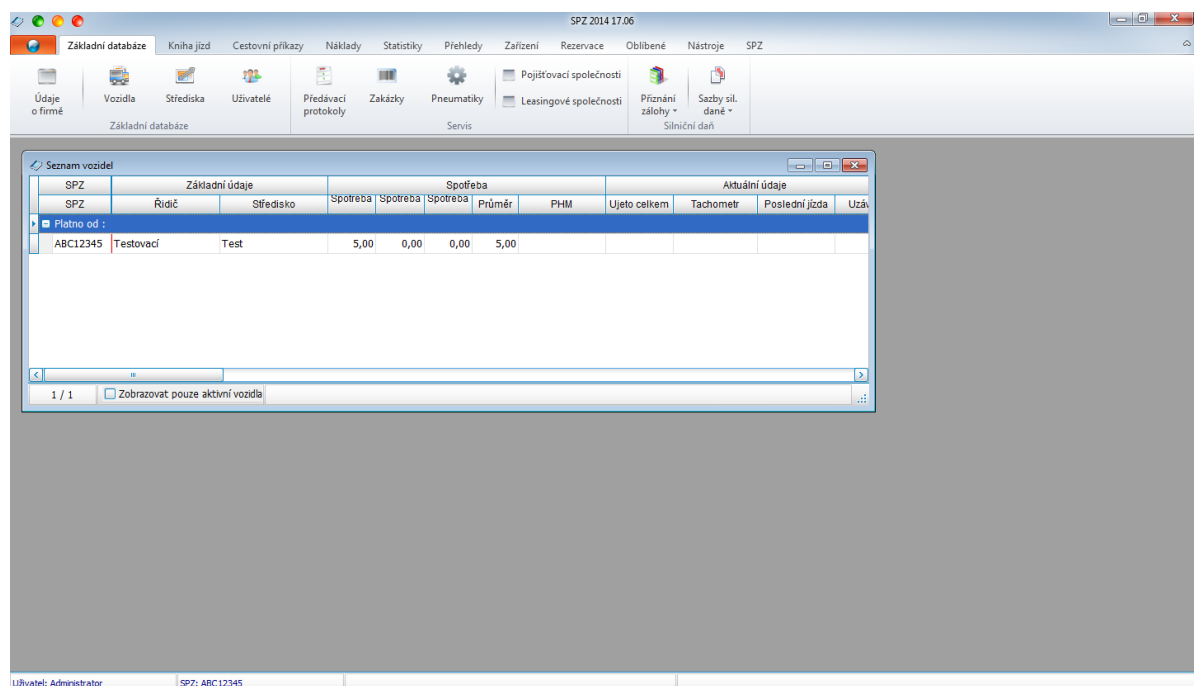 SPZ 2014 17.06
Základní databáze Kniha jízd Cestovní příkazy Náklady Statistiky Přehledy Zařízení Rezervace Oblíbené Nástroje SPZ
Údaje o firmě Vozidla Střediska Uživatelé
Základní databáze
Předávací protokoly Zakázky Pneumatiky Pojišťovací společnosti
Leasingové společnosti
Servis
Přiznání zálohy Sazby sil. daně
Silniční daň
Seznam vozidel
SPZ Základní údaje Spotřeba Aktuální údaje
SPZ Řidič Středisko Spotřeba Spotřeba Spotřeba Průměr PHM Ujeto celkem Tachometr Poslední jízda Uzáv
Platno od :
ABC12345 Testovací Test 5,00 0,00 0,00 5,00
1 / 1 Zobrazovat pouze aktivní vozidla
Uživatel: Administrator SPZ: ABC12345